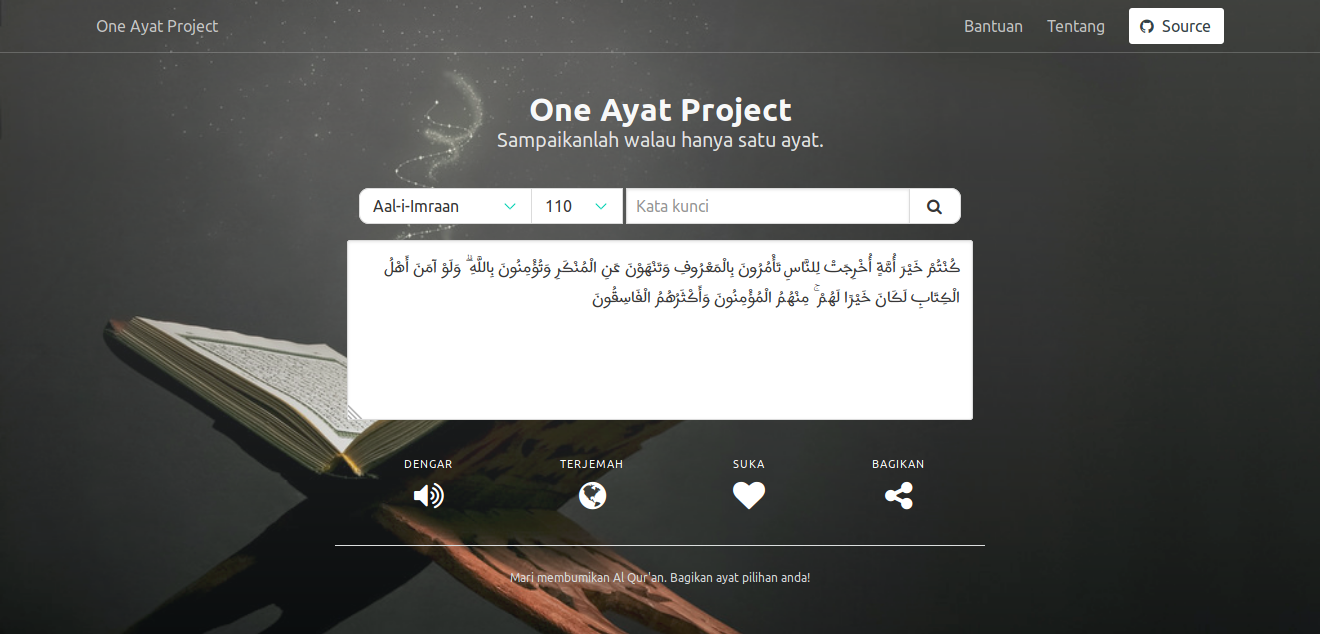 One Ayat Project
Bantuan
Tentang
Source
One Ayat Project
Sampaikanlah walau hanya satu ayat.
Aal-i-Imraan
110
Kata kunci
كُنْتُمْ خَيْرَ أُمَّةٍ أُخْرِجَتْ لِلنَّاسِ تَأْمُرُونَ بِالْمَعْرُوفِ وَتَنْهَوْنَ عَنِ الْمُنْكَرِ وَتُؤْمِنُونَ بِاللَّهِ ۗ وَلَوْ آمَنَ أَهْلُ
الْكِتَابِ لَكَانَ خَيْرًا لَهُمْ ۚ مِنْهُمُ الْمُؤْمِنُونَ وَأَكْثَرُهُمُ الْفَاسِقُونَ
DENGAR
TERJEMAH
SUKA
BAGIKAN
Mari membumikan Al Qur'an. Bagikan ayat pilihan anda!